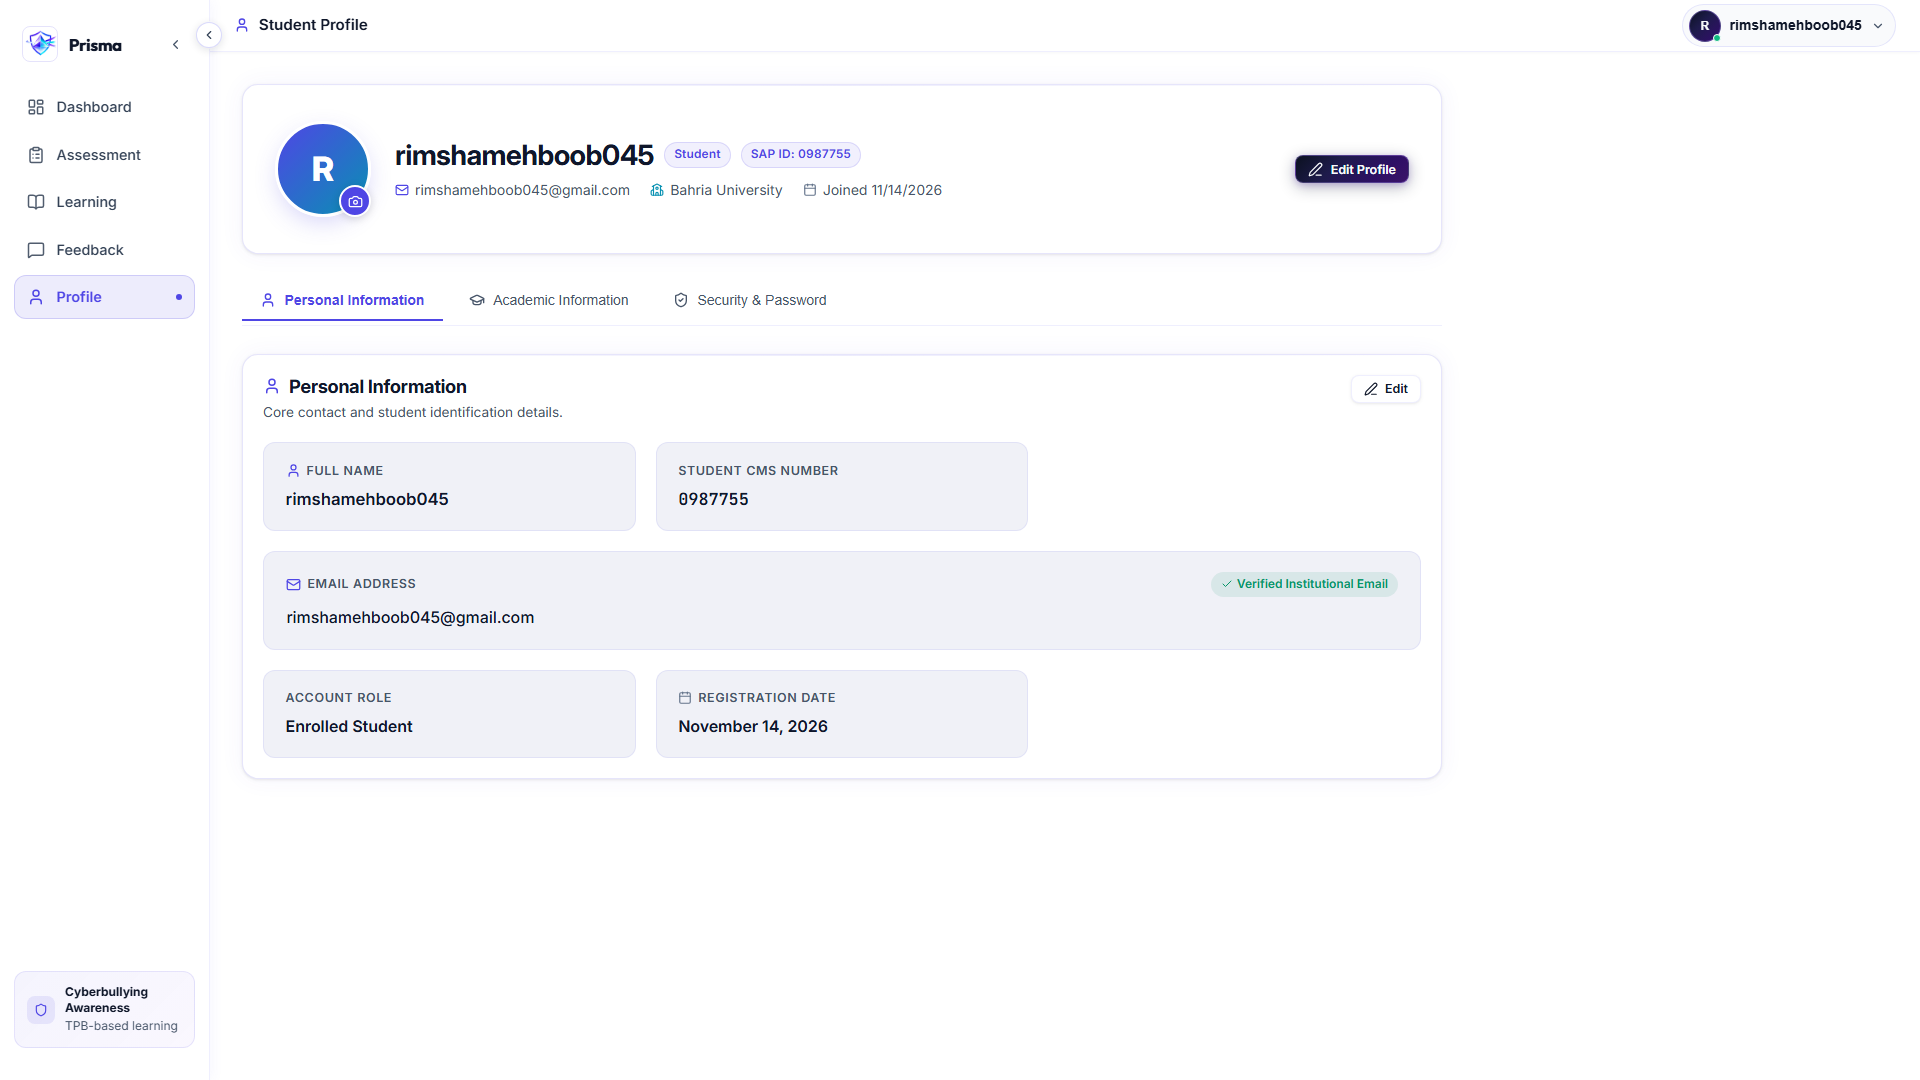 Prisma
Dashboard
Assessment
Learning
Feedback
Profile
Cyberbullying
Awareness
TPB-based learning
Student Profile
R
rimshamehboob045
R
rimshamehboob045
Student
SAP ID: 0987755
rimshamehboob045@gmail.com
Bahria University
Joined 11/14/2026
Edit Profile
Personal Information
Academic Information
Security & Password
Personal Information
Core contact and student identification details.
Edit
FULL NAME
rimshamehboob045
STUDENT CMS NUMBER
0987755
EMAIL ADDRESS
Verified Institutional Email
rimshamehboob045@gmail.com
ACCOUNT ROLE
Enrolled Student
REGISTRATION DATE
November 14, 2026